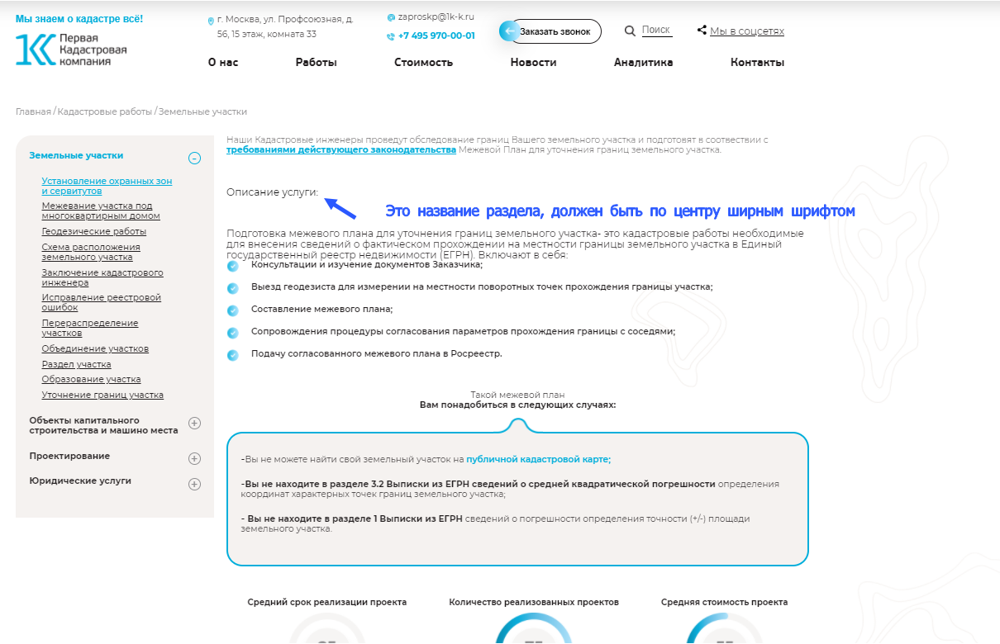 Мы знаем о кадастре всё!
Первая
Кадастровая
компания
г. Москва, ул. Профсоюзная, д.
56, 15 этаж, комната 33
zaproskp@1k-k.ru
+7 495 970-00-01
Заказать звонок
Поиск
Мы в соцсетях
О нас
Работы
Стоимость
Новости
Аналитика
Контакты
Главная / Кадастровые работы / Земельные участки
Земельные участки
Установление охранных зон
и сервитутов
Межевание участка под
многоквартирным домом
Геодезические работы
Схема расположения
земельного участка
Заключение кадастрового
инженера
Исправление реестровой
ошибок
Перераспределение
участков
Объединение участков
Раздел участка
Образование участка
Уточнение границ участка
Объекты капитального
строительства и машино места
Проектирование
Юридические услуги
Наши Кадастровые инженеры проведут обследование границ Вашего земельного участка и подготовят в соотвествии с
требованиями действующего законодательства Межевой План для уточнения границ земельного участка.
Описание услуги:
Это название раздела, должен быть по центру ширным шрифтом
Подготовка межевого плана для уточнения границ земельного участка- это кадастровые работы необходимые
для внесения сведений о фактическом прохождении на местности границы земельного участка в Единый
государственный реестр недвижимости (ЕГРН). Включают в себя:
Консультации и изучение документов Заказчика;
Выезд геодезиста для измерении на местности поворотных точек прохождения границы участка;
Составление межевого плана;
Сопровождения процедуры согласования параметров прохождения границы с соседями;
Подачу согласованного межевого плана в Росреестр.
Такой межевой план
Вам понадобиться в следующих случаях:
-Вы не можете найти свой земельный участок на публичной кадастровой карте;
-Вы не находите в разделе 3.2 Выписки из ЕГРН сведений о средней квадратической погрешности определения
координат характерных точек границ земельного участка;
- Вы не находите в разделе 1 Выписки из ЕГРН сведений о погрешности определения точности (+/-) площади
земельного участка.
Средний срок реализации проекта
Количество реализованных проектов
Средняя стоимость проекта